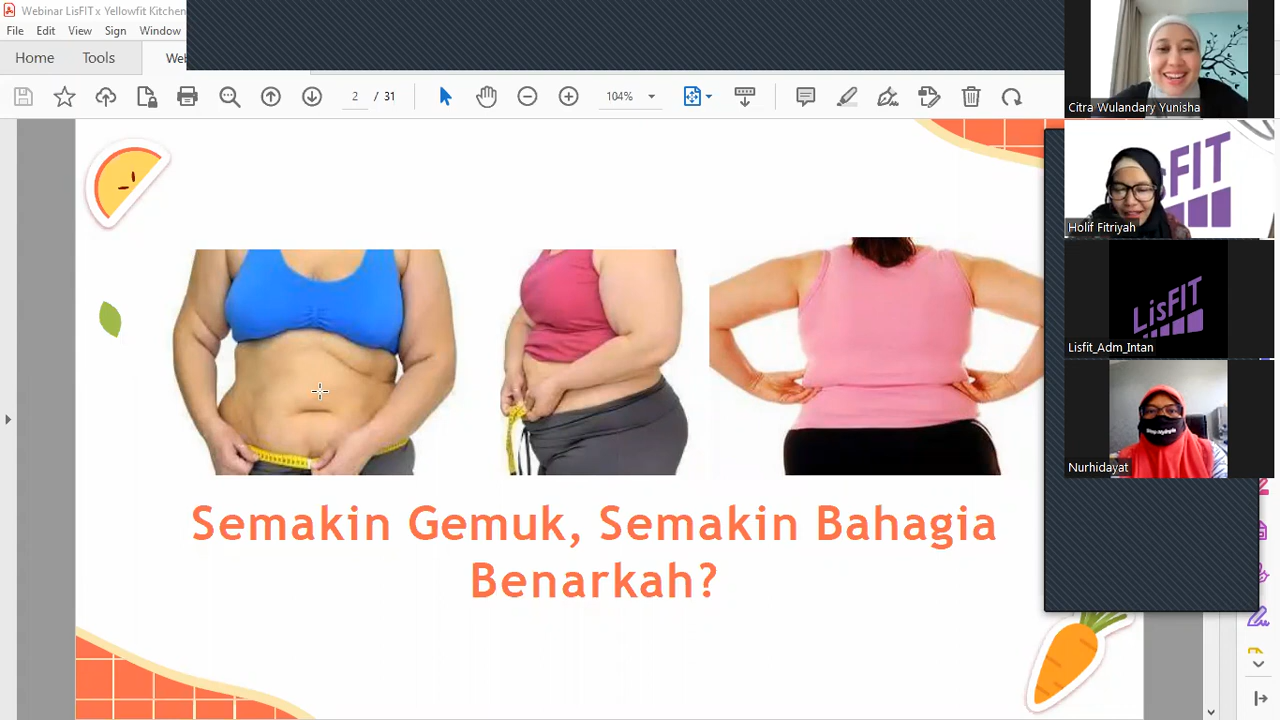 Webinar LisFIT x Yellowfit Kitchen
File Edit View Sign Window
Home Tools Web
2 / 31 104%
Semakin Gemuk, Semakin Bahagia
Benarkah?
Citra Wulandary Yunisha
FIT
Holif Fitriyah
LisFIT
Lisfit_Adm_Intan
Nurhidayat